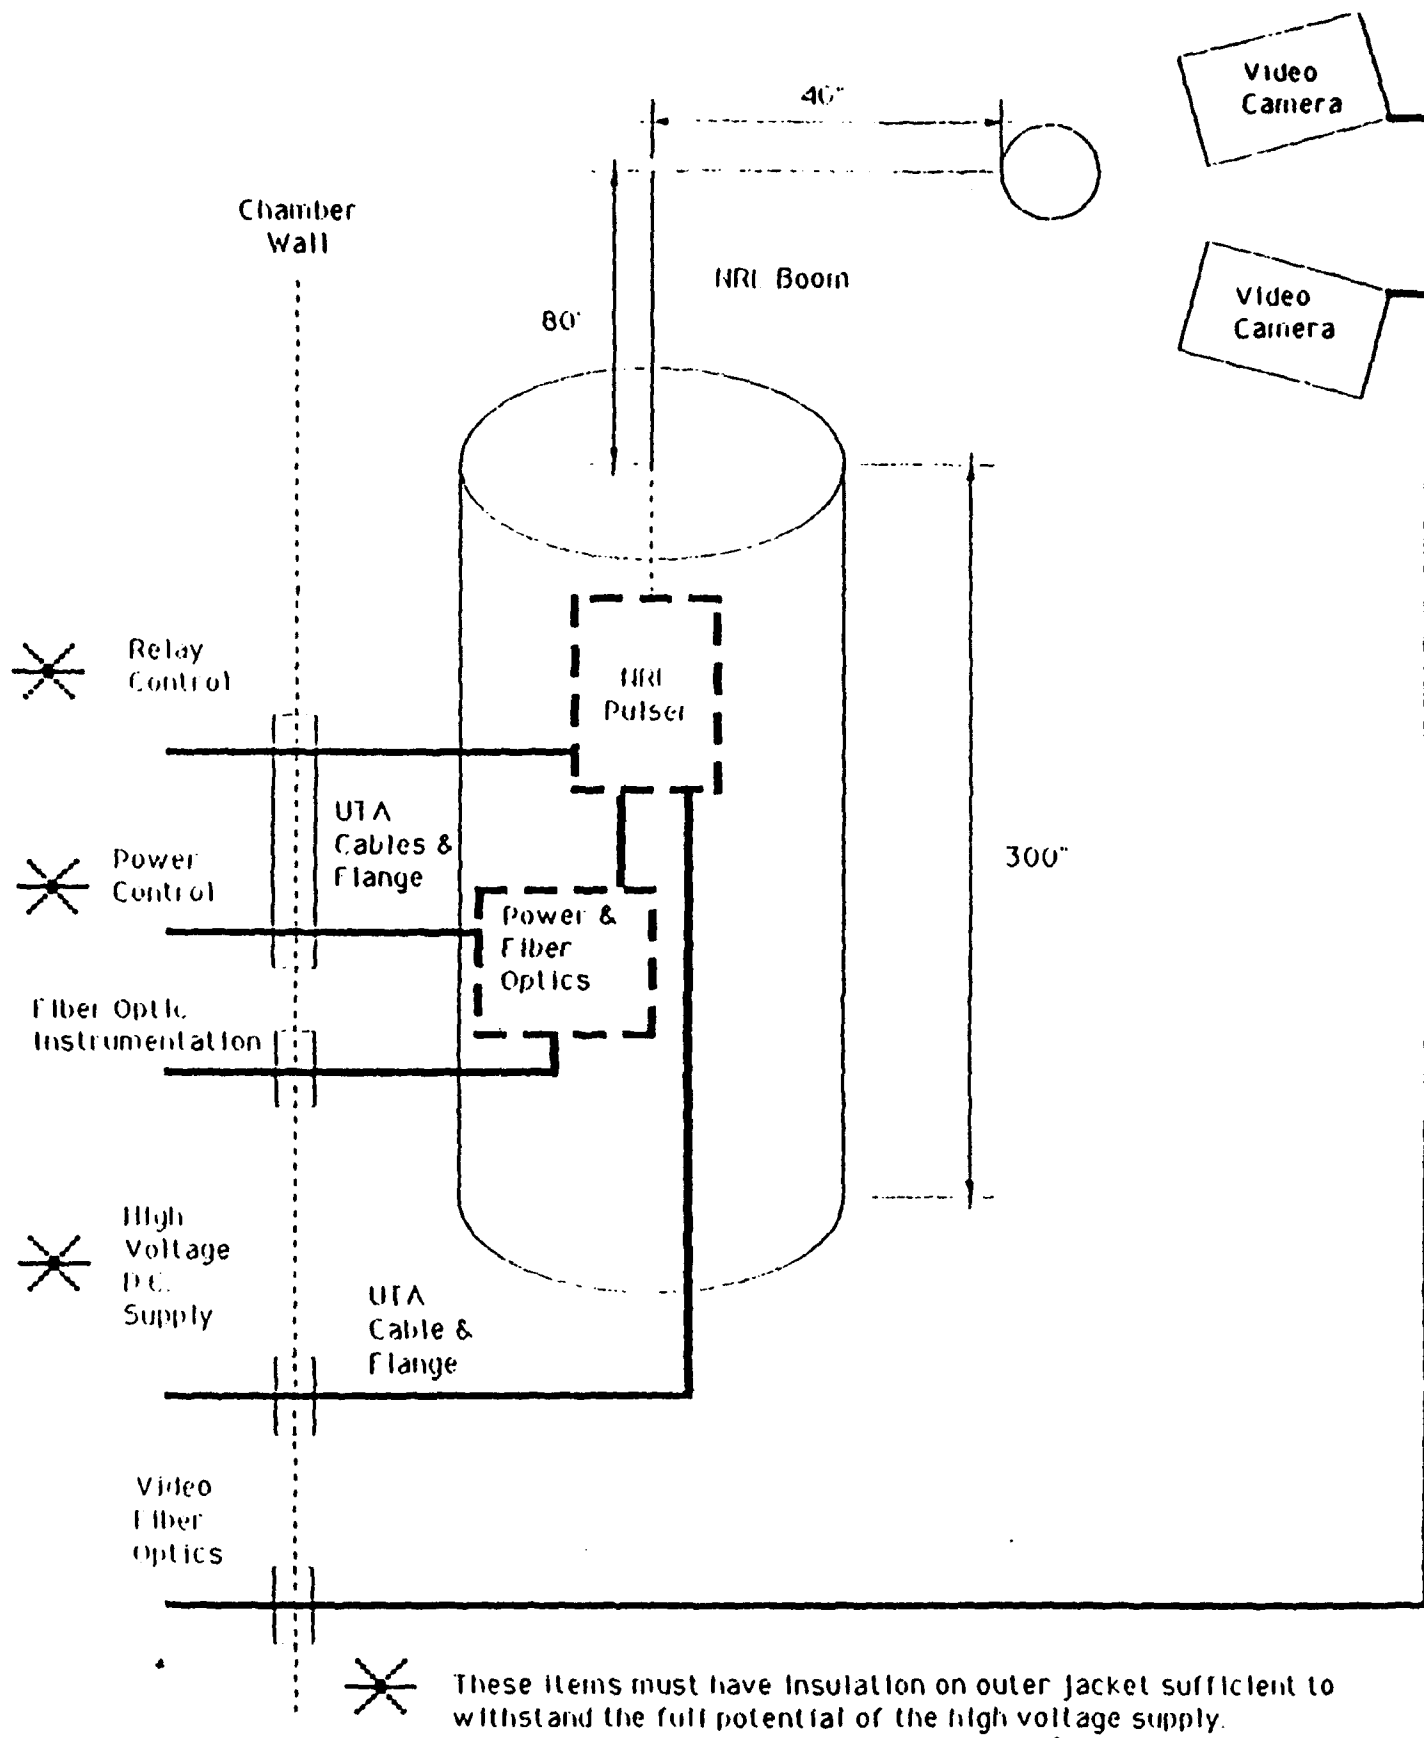 Video
Camera
40"
Chamber
Wall
NRL Boom
Video
Camera
80"
Relay
Control
NRL
Pulser
UTA
Cables &
Flange
300"
Power
Control
Power &
Fiber
Optics
Fiber Optic
Instrumentation
High
Voltage
D.C.
Supply
UTA
Cable &
Flange
Video
Fiber
Optics
These items must have insulation on outer jacket sufficient to
withstand the full potential of the high voltage supply.